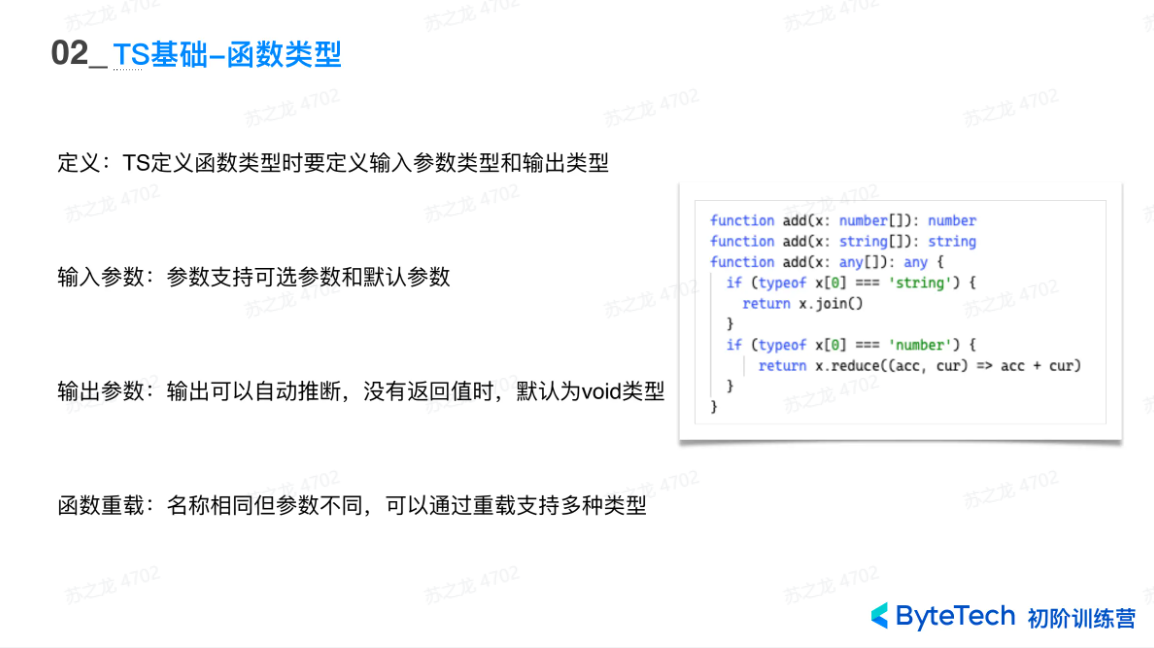 02_TS基础-函数类型
定义：TS定义函数类型时要定义输入参数类型和输出类型
输入参数：参数支持可选参数和默认参数
输出参数：输出可以自动推断，没有返回值时，默认为void类型
函数重载：名称相同但参数不同，可以通过重载支持多种类型
function add(x: number[]): number
function add(x: string[]): string
function add(x: any[]): any {
  if (typeof x[0] === 'string') {
    return x.join()
  }
  if (typeof x[0] === 'number') {
      return x.reduce((acc, cur) => acc + cur)
  }
}
ByteTech 初阶训练营
苏之龙 4702